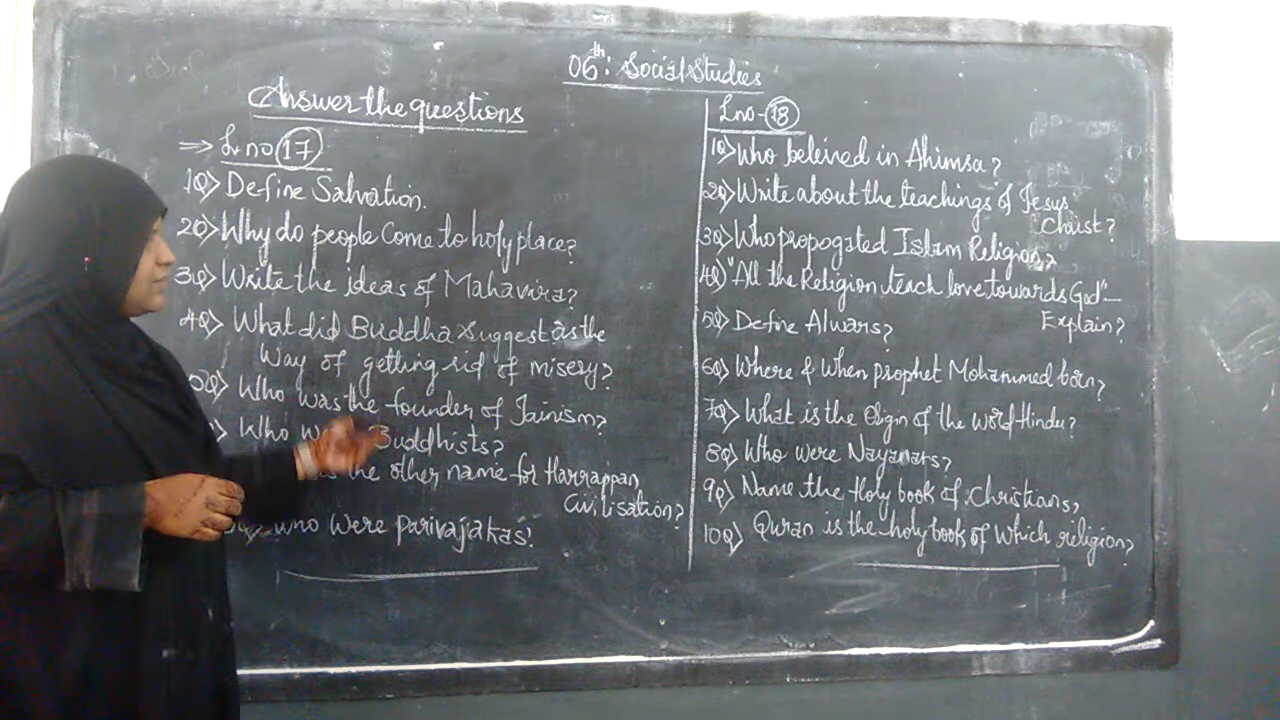 06th: Social Studies
Answer the questions
⇒ L no 17
1Q> Define Salvation.
2Q> Why do people Come to holy place?
3Q> Write the ideas of Mahavira?
4Q> What did Buddha suggest as the
Way of getting rid of misery?
5Q> Who was the founder of Jainism?
> Who Buddhists?
the other name for Harrappan
Civilisation?
Who Were parivajakas?
Lno-18
1Q> Who beleived in Ahimsa?
2Q> Write about the teachings of Jesus
Christ?
3Q> Who propogated Islam Religion?
4Q> "All the Religion teach love towards God"-
Explain?
5Q> Define Alwars?
6Q> Where & When prophet Mohammed born?
7Q> What is the Origin of the word Hindu?
8Q> Who were Nayanars?
9Q> Name the Holy book of Christians?
10Q> Quran is the holy book of Which religion?